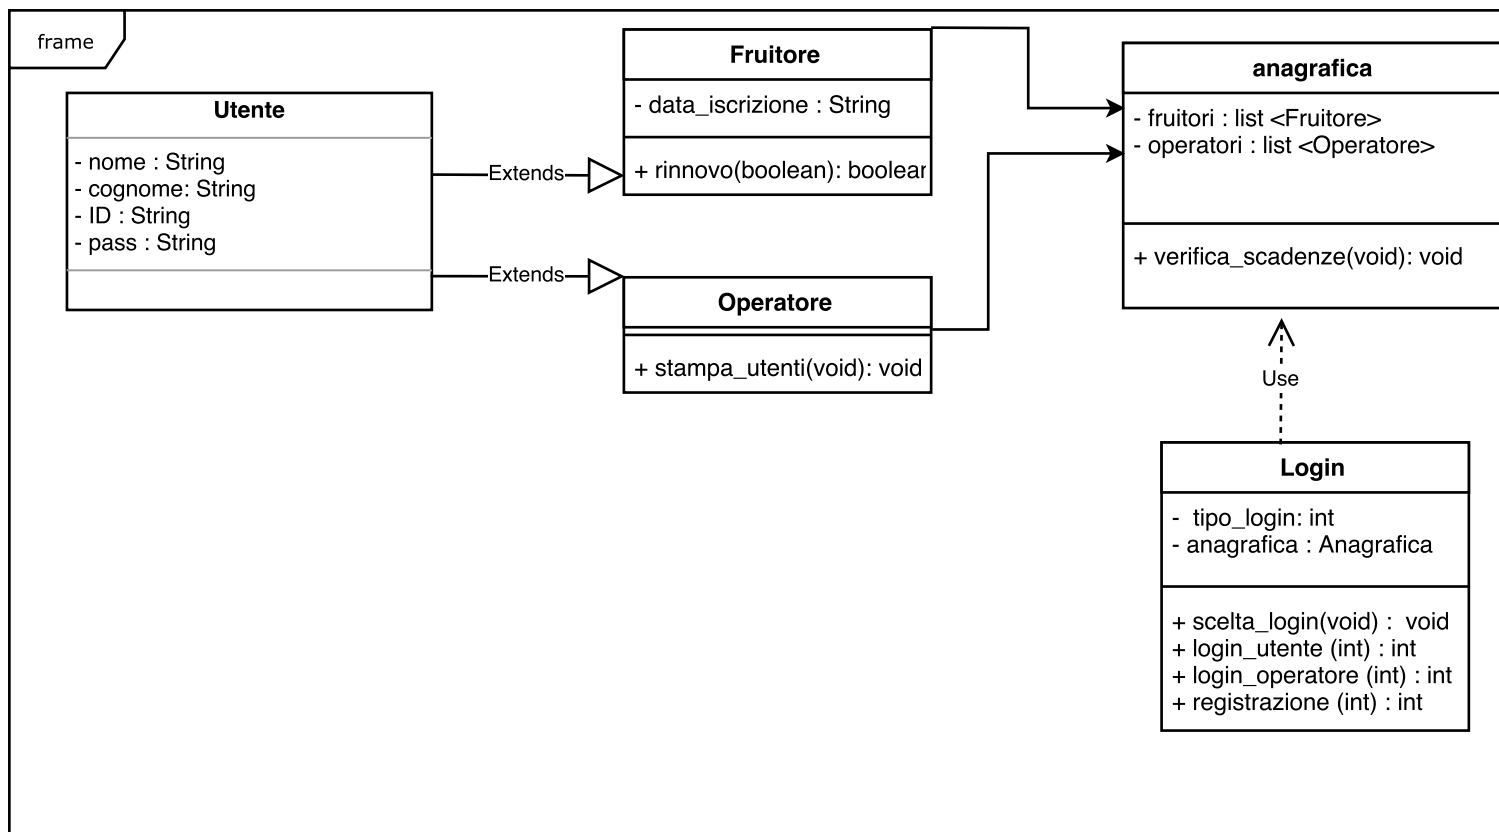 frame
Utente
- nome : String
- cognome: String
- ID : String
- pass : String
Extends
Extends
Fruitore
- data_iscrizione : String
+ rinnovo(boolean): boolear
Operatore
+ stampa_utenti(void): void
anagrafica
- fruitori : list <Fruitore>
- operatori : list <Operatore>
+ verifica_scadenze(void): void
Use
Login
- tipo_login: int
- anagrafica : Anagrafica
+ scelta_login(void) : void
+ login_utente (int) : int
+ login_operatore (int) : int
+ registrazione (int) : int